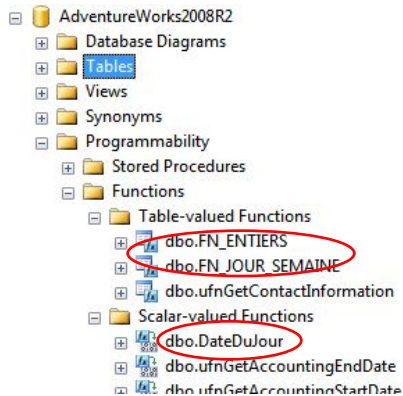 AdventureWorks2008R2
Database Diagrams
Tables
Views
Synonyms
Programmability
Stored Procedures
Functions
Table-valued Functions
dbo.FN_ENTIERS
dbo.FN_JOUR_SEMAINE
dbo.ufnGetContactInformation
Scalar-valued Functions
dbo.DateDuJour
dbo.ufnGetAccountingEndDate
dbo.ufnGetAccountingStartDate